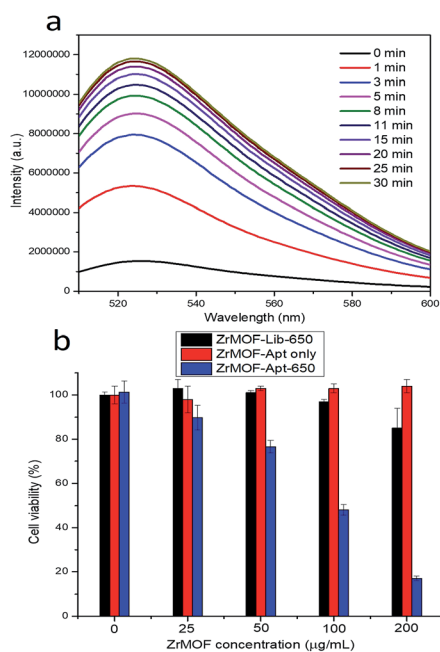 a
12000000
10000000
8000000
6000000
4000000
2000000
0
Intensity (a.u.)
520
540
560
580
600
Wavelength (nm)
0 min
1 min
3 min
5 min
8 min
11 min
15 min
20 min
25 min
30 min
b
ZrMOF-Lib-650
ZrMOF-Apt only
ZrMOF-Apt-650
100
80
60
40
20
0
Cell viability (%)
0
25
50
100
200
ZrMOF concentration (μg/mL)